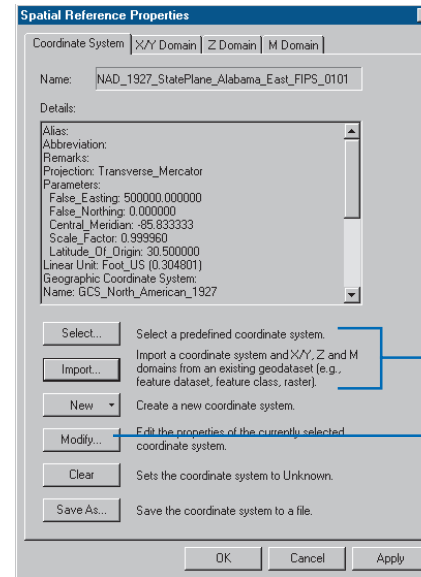 Spatial Reference Properties
Coordinate System X/Y Domain Z Domain M Domain
Name: NAD_1927_StatePlane_Alabama_East_FIPS_0101
Details:
Alias:
Abbreviation:
Remarks:
Projection: Transverse_Mercator
Parameters:
False_Easting: 500000.000000
False_Northing: 0.000000
Central_Meridian: -85.833333
Scale_Factor: 0.999960
Latitude_Of_Origin: 30.500000
Linear Unit: Foot_US (0.304801)
Geographic Coordinate System:
Name: GCS_North_American_1927
Select... Select a predefined coordinate system.
Import... Import a coordinate system and X/Y, Z and M
domains from an existing geodataset (e.g.,
feature dataset, feature class, raster).
New Create a new coordinate system.
Modify... Edit the properties of the currently selected
coordinate system.
Clear Sets the coordinate system to Unknown.
Save As... Save the coordinate system to a file.
OK Cancel Apply